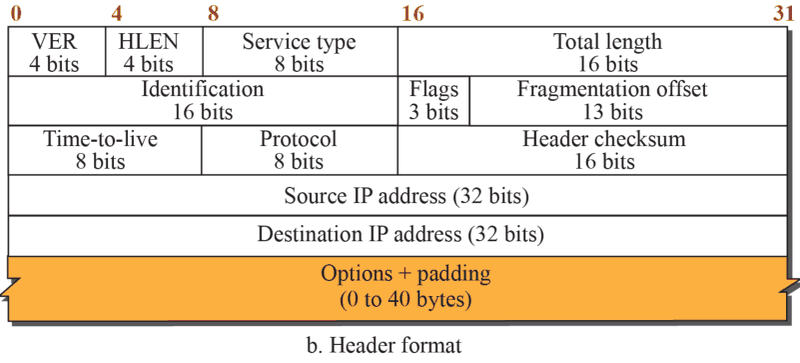 0 4 8 16 31
VER HLEN Service type Total length
4 bits 4 bits 8 bits 16 bits
Identification Flags Fragmentation offset
16 bits 3 bits 13 bits
Time-to-live Protocol Header checksum
8 bits 8 bits 16 bits
Source IP address (32 bits)
Destination IP address (32 bits)
Options + padding
(0 to 40 bytes)
b. Header format